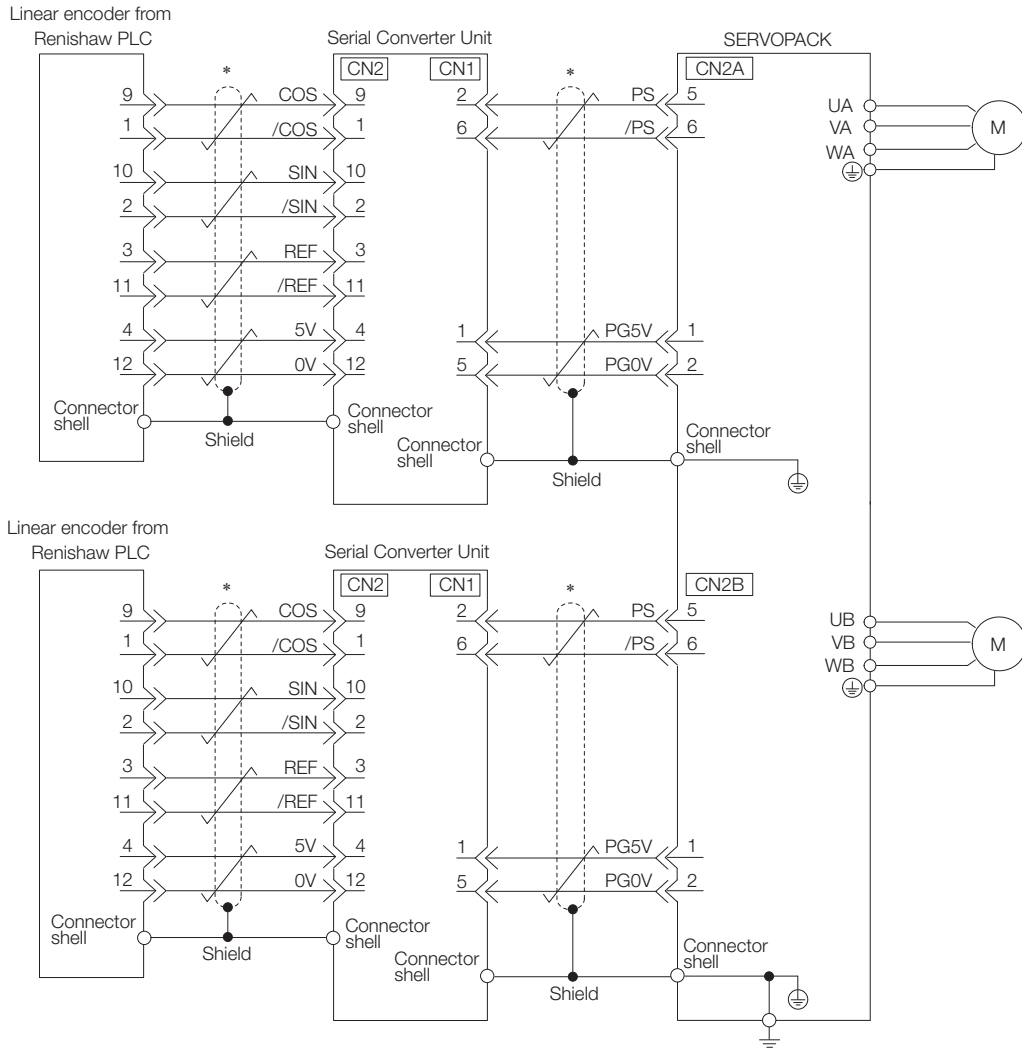 Linear encoder from
Renishaw PLC
Serial Converter Unit
SERVOPACK
*
CN2
CN1
*
CN2A
9 COS 9
2 PS 5
1 /COS 1
6 /PS 6
10 SIN 10
2 /SIN 2
3 REF 3
11 /REF 11
4 5V 4
1 PG5V 1
12 0V 12
5 PG0V 2
Connector
shell
Shield
Connector
shell
Connector
shell
Shield
Connector
shell
UA
VA
WA
M
Linear encoder from
Renishaw PLC
Serial Converter Unit
*
CN2
CN1
*
CN2B
9 COS 9
2 PS 5
1 /COS 1
6 /PS 6
10 SIN 10
2 /SIN 2
3 REF 3
11 /REF 11
4 5V 4
1 PG5V 1
12 0V 12
5 PG0V 2
Connector
shell
Shield
Connector
shell
Connector
shell
Shield
Connector
shell
UB
VB
WB
M